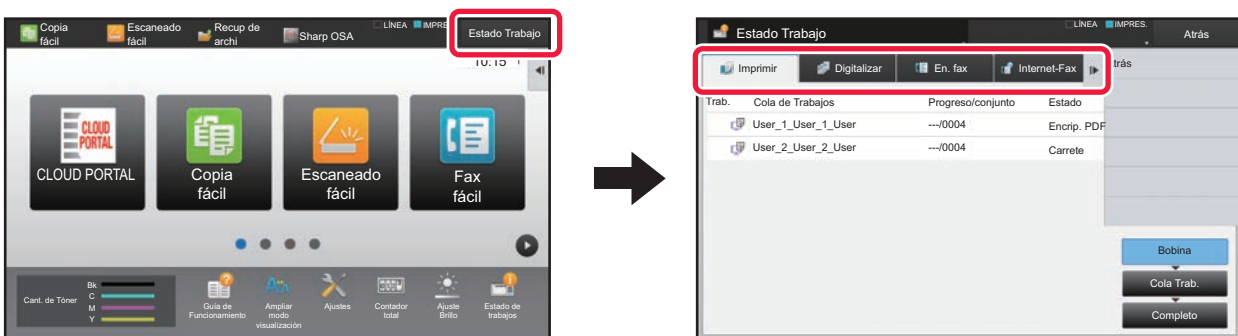 Copia
fácil
Escaneado
fácil
Recup de
archi
Sharp OSA
LÍNEA
IMPRE
Estado Trabajo
10:15
CLOUD
PORTAL
CLOUD PORTAL
Copia
fácil
Escaneado
fácil
Fax
fácil
Cant. de Tóner
Bk
C
M
Y
Guía de
Funcionamiento
Ampliar
modo
visualización
Ajustes
Contador
total
Ajuste
Brillo
Estado de
trabajos
Estado Trabajo
LÍNEA
IMPRES.
Atrás
Imprimir
Digitalizar
En. fax
Internet-Fax
trás
Trab.
Cola de Trabajos
Progreso/conjunto
Estado
User_1_User_1_User
---/0004
Encrip. PDF
User_2_User_2_User
---/0004
Carrete
Bobina
Cola Trab.
Completo